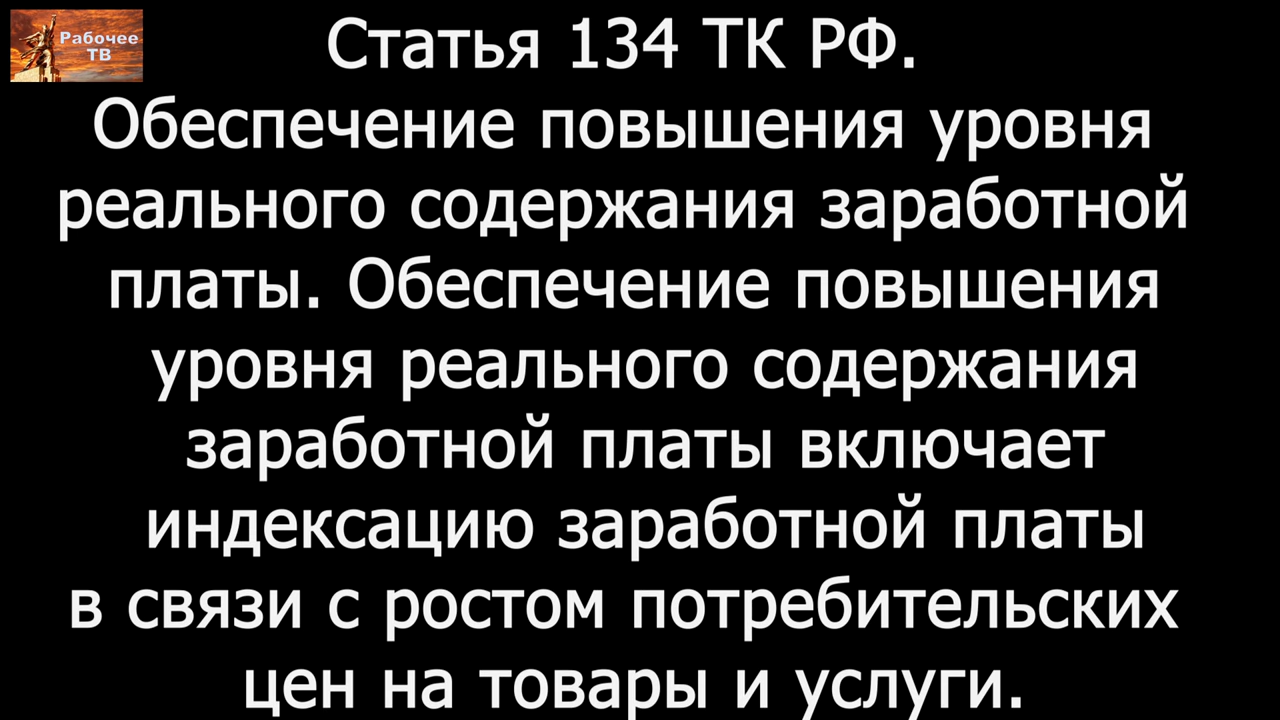 Рабочее
ТВ
Статья 134 ТК РФ.
Обеспечение повышения уровня
реального содержания заработной
платы. Обеспечение повышения
уровня реального содержания
заработной платы включает
индексацию заработной платы
в связи с ростом потребительских
цен на товары и услуги.